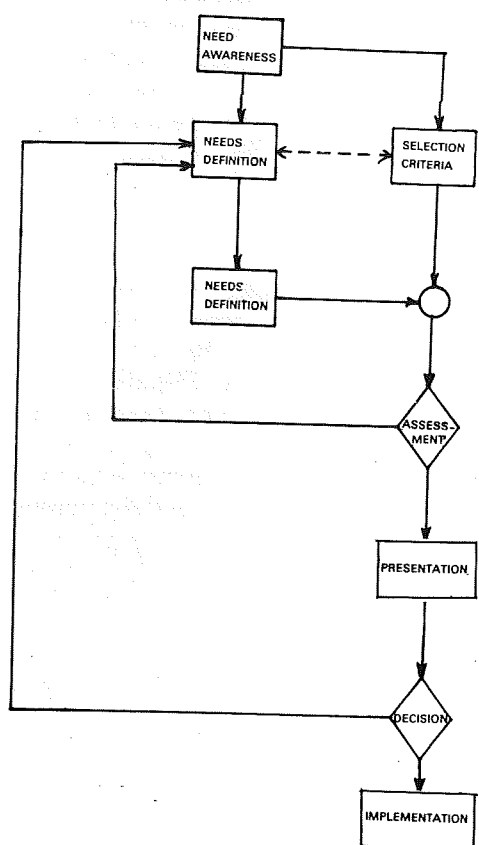 NEED
AWARENESS
NEEDS
DEFINITION
SELECTION
CRITERIA
NEEDS
DEFINITION
ASSESS-
MENT
PRESENTATION
DECISION
IMPLEMENTATION